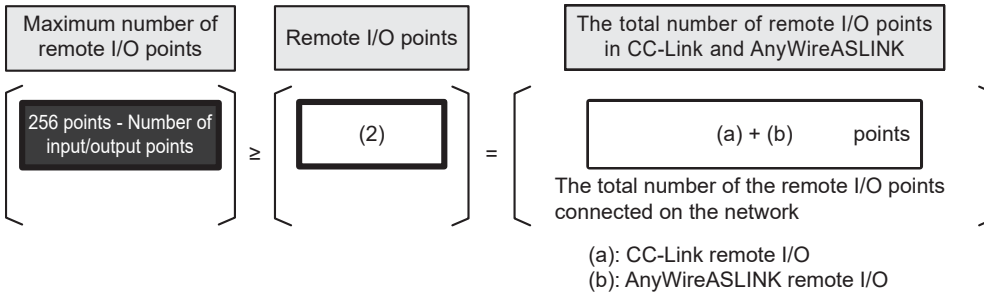 Maximum number of
remote I/O points
Remote I/O points
The total number of remote I/O points
in CC-Link and AnyWireASLINK
256 points - Number of
input/output points
≥
(2)
=
(a) + (b) points
The total number of the remote I/O points
connected on the network
(a): CC-Link remote I/O
(b): AnyWireASLINK remote I/O